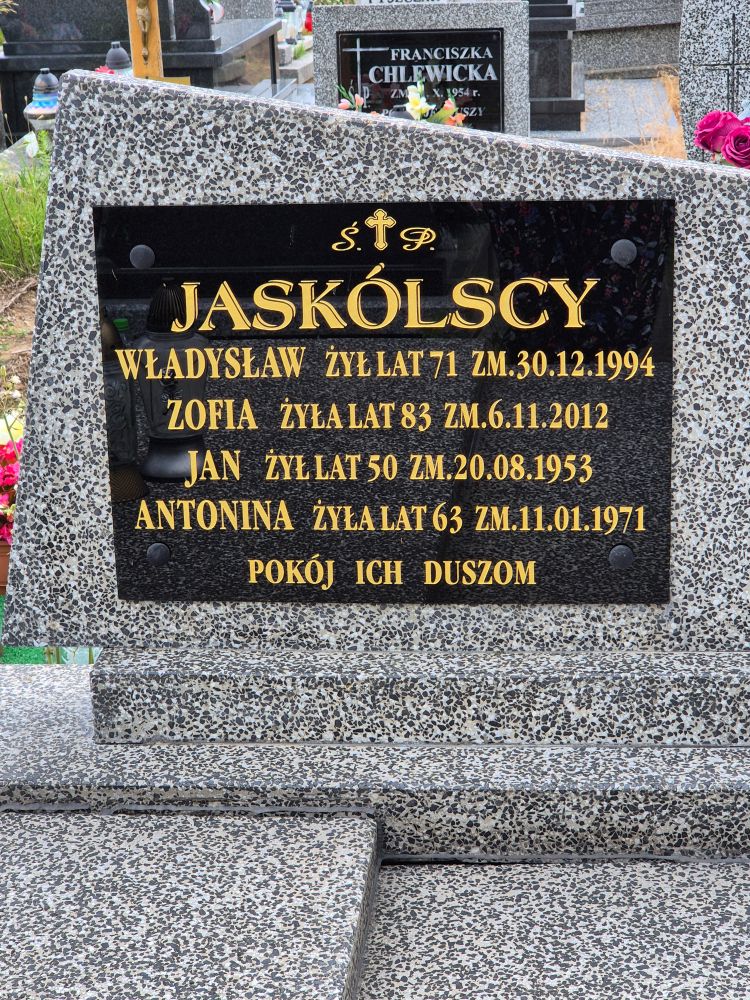 FRANCISZKA
CHLEWICKA
X. 1954 r.
Ś. P.
JASKÓLSCY
WŁADYSŁAW ŻYŁ LAT 71 ZM.30.12.1994
ZOFIA ŻYŁA LAT 83 ZM.6.11.2012
JAN ŻYŁ LAT 50 ZM.20.08.1953
ANTONINA ŻYŁA LAT 63 ZM.11.01.1971
POKÓJ ICH DUSZOM